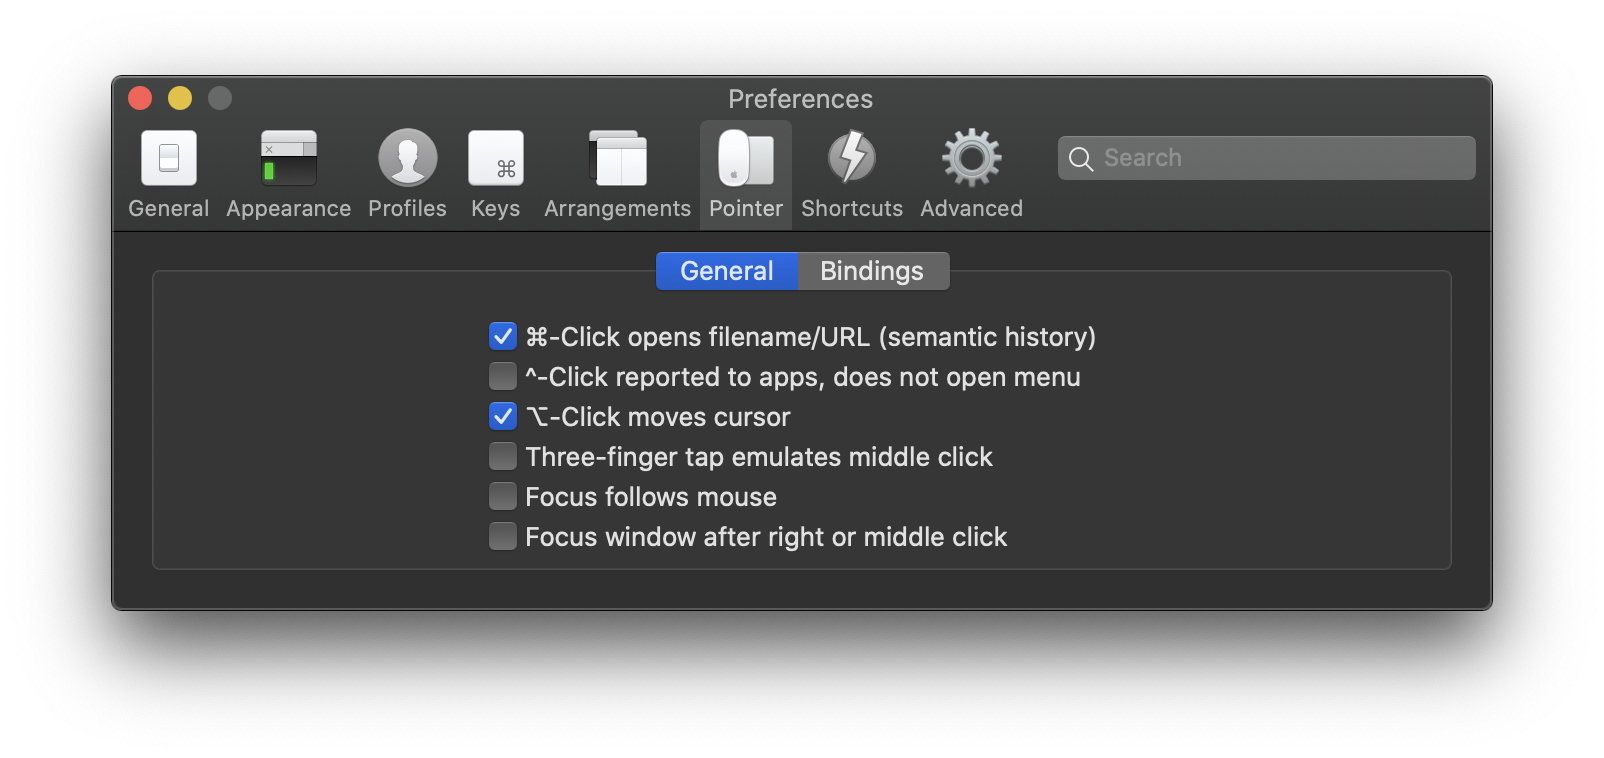 Preferences
General Appearance Profiles Keys Arrangements Pointer Shortcuts Advanced Search
General Bindings
⌘-Click opens filename/URL (semantic history)
^-Click reported to apps, does not open menu
⌥-Click moves cursor
Three-finger tap emulates middle click
Focus follows mouse
Focus window after right or middle click